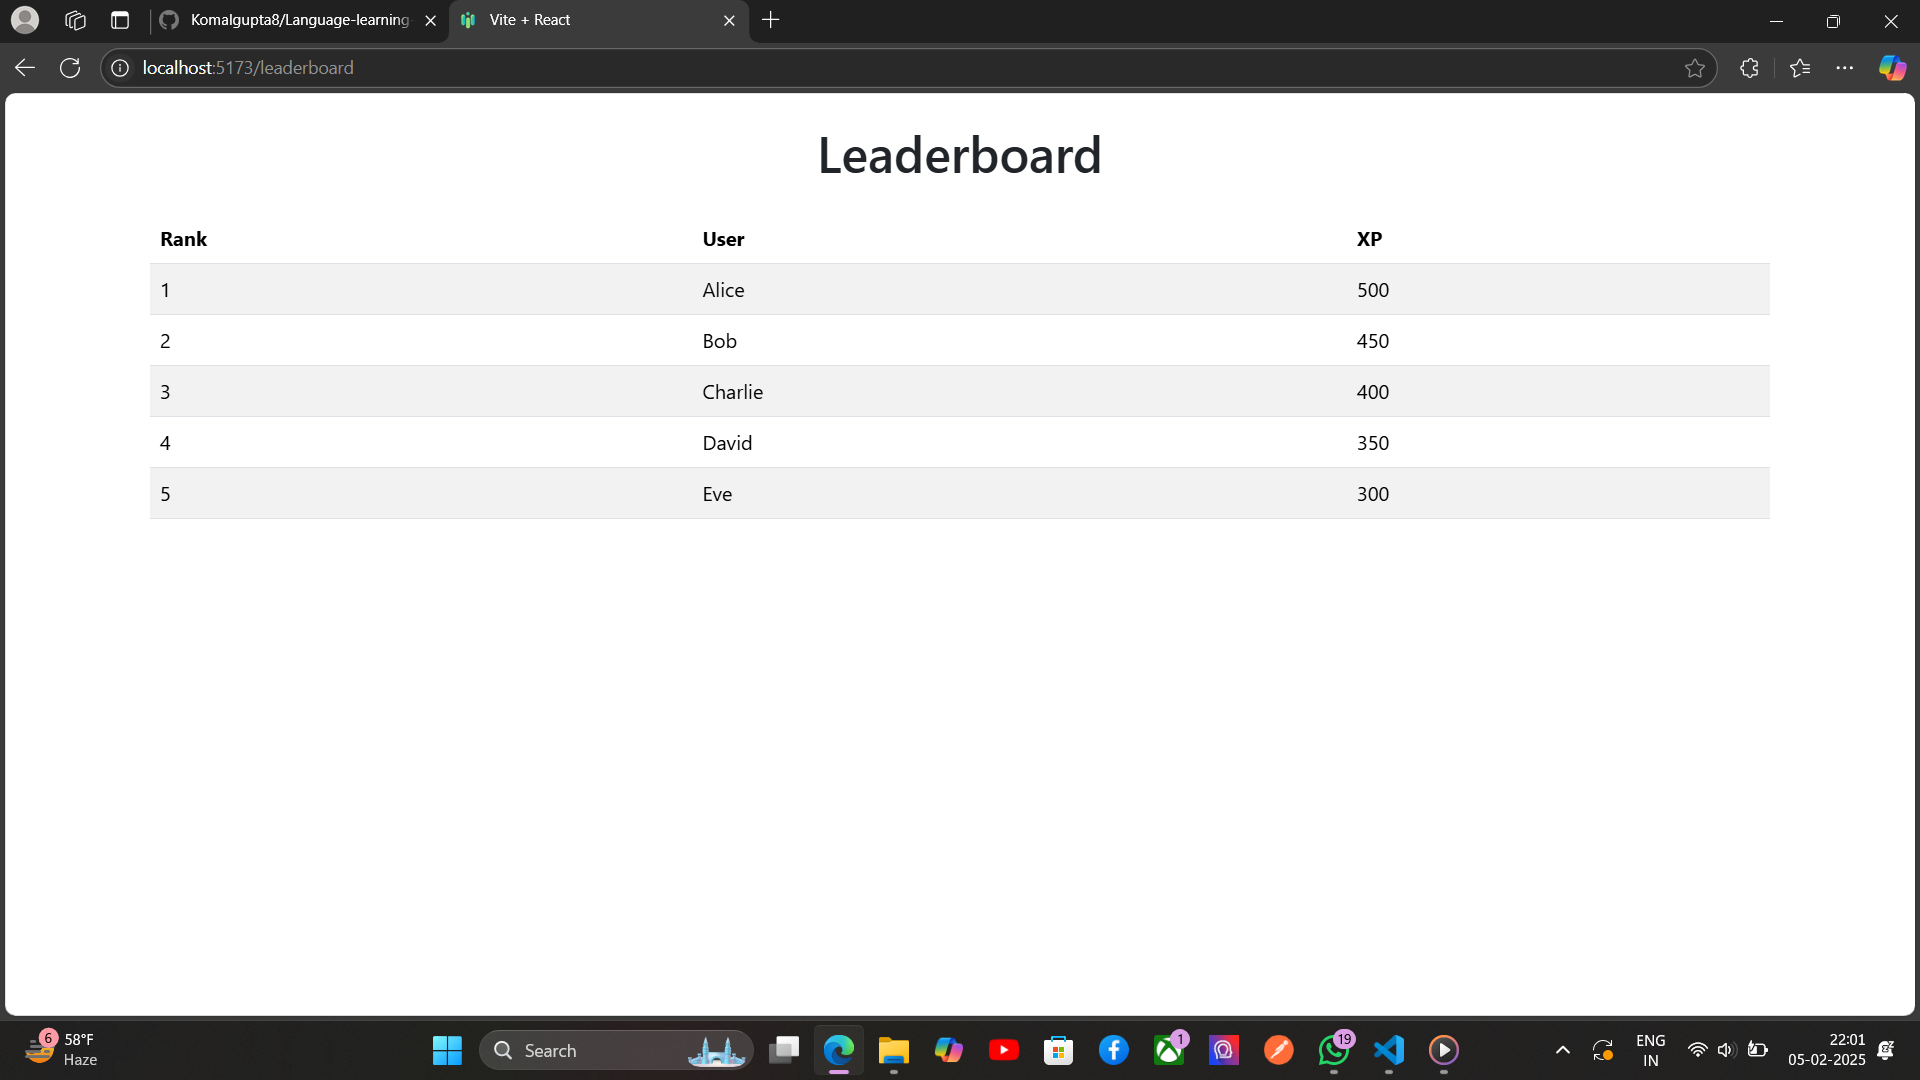 Komalgupta8/Language-learning
Vite + React
localhost:5173/leaderboard
Leaderboard
Rank User XP
1 Alice 500
2 Bob 450
3 Charlie 400
4 David 350
5 Eve 300
6
58°F
Haze
Search
1
19
ENG
IN
22:01
05-02-2025